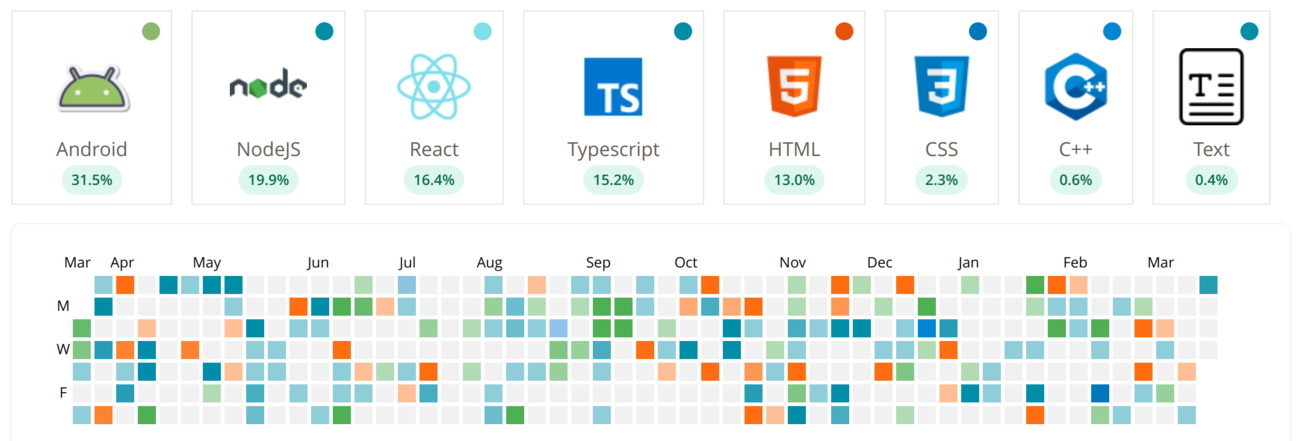 node
TS
5
3
C++
T
Android NodeJS React Typescript HTML CSS C++ Text
31.5% 19.9% 16.4% 15.2% 13.0% 2.3% 0.6% 0.4%
Mar Apr May Jun Jul Aug Sep Oct Nov Dec Jan Feb Mar
M
W
F